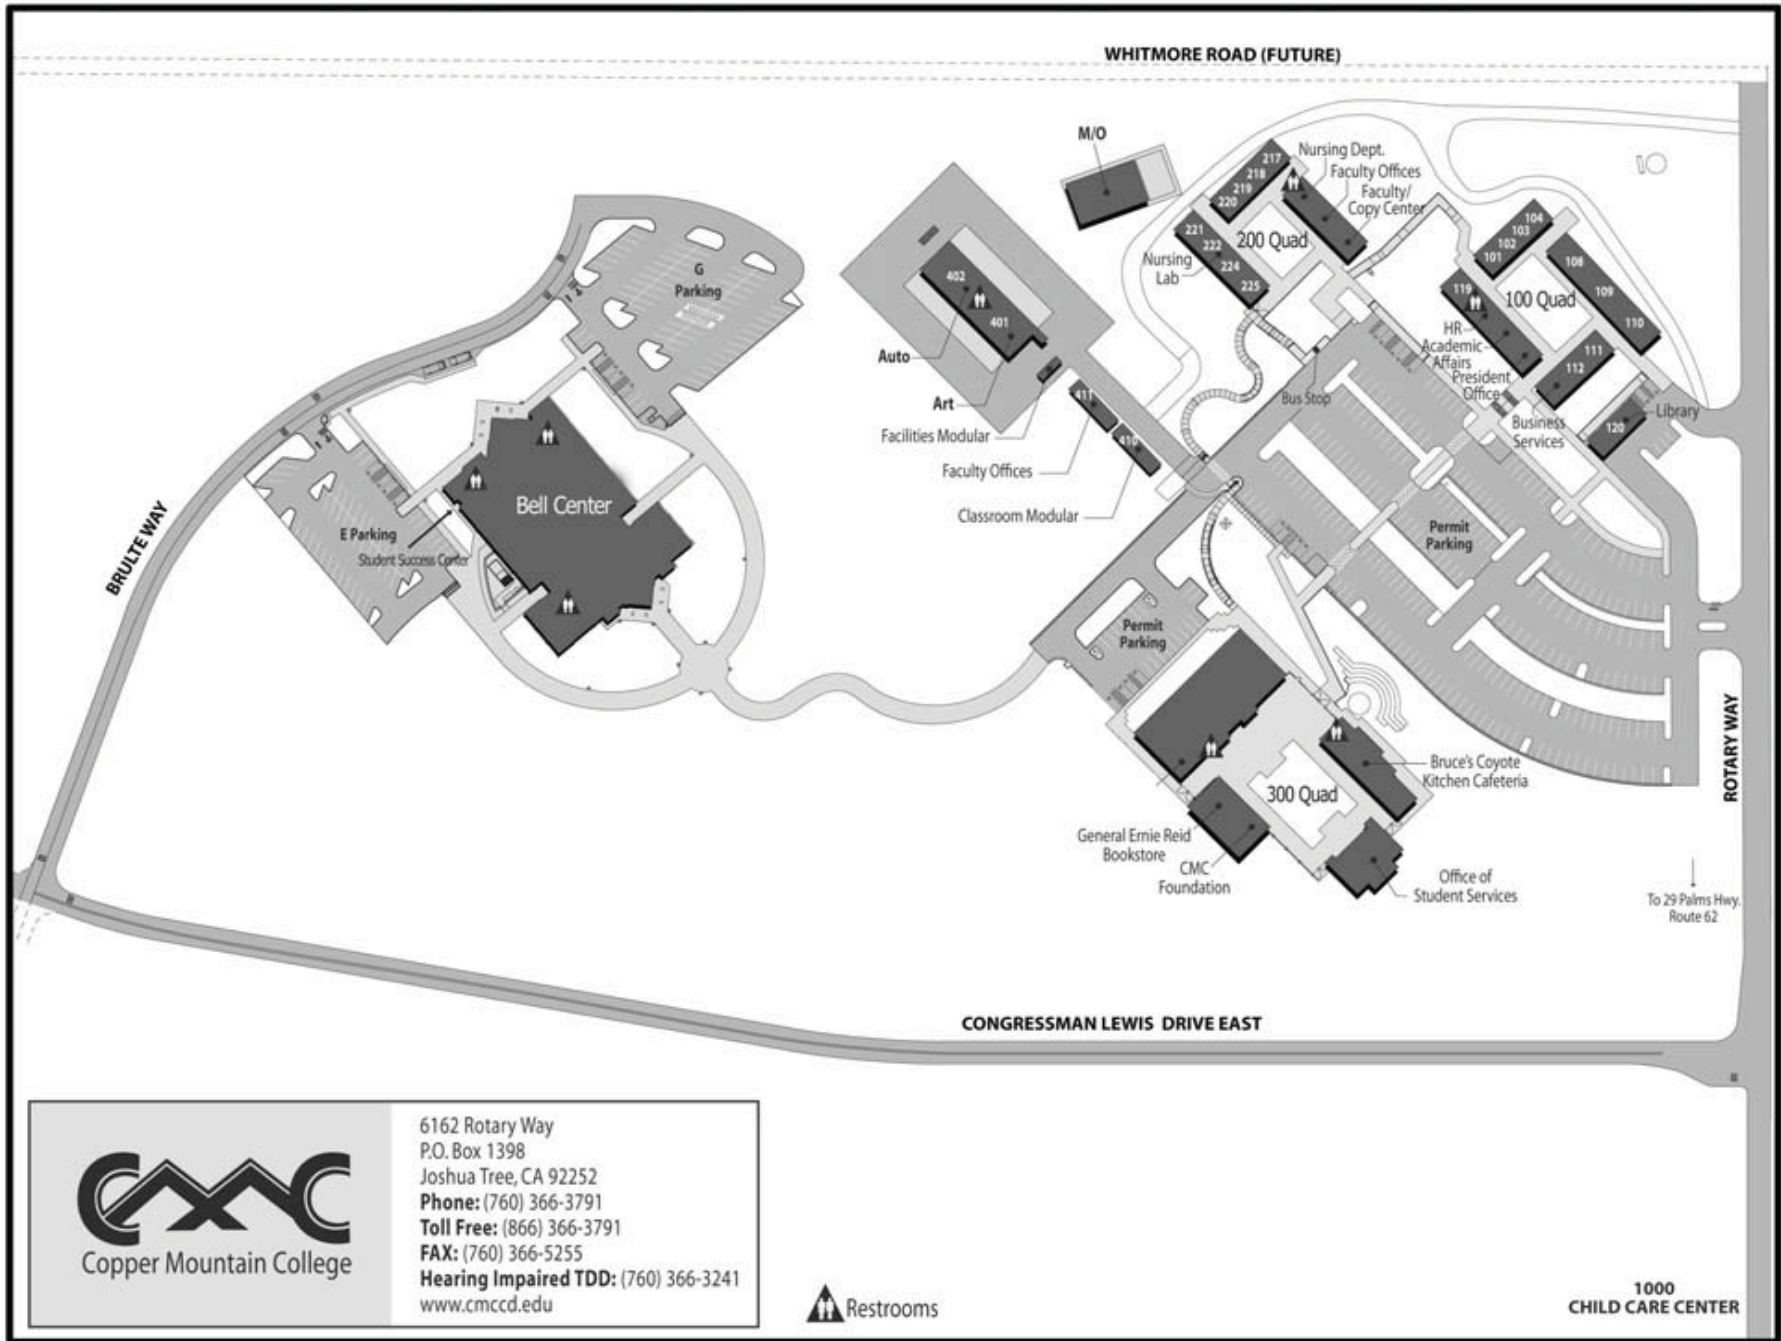 WHITMORE ROAD (FUTURE)
M/O
217
218
219
220
Nursing Dept.
Faculty Offices
Faculty/
Copy Center
221
222
224
225
200 Quad
Nursing
Lab
104
103
102
101
108
109
110
100 Quad
119
HR
Academic
Affairs
President
Office
111
112
Business
Services
120
Library
Bus Stop
G
Parking
402
401
Auto
Art
Facilities Modular
411
410
Faculty Offices
Classroom Modular
BRULTE WAY
E Parking
Student Success Center
Bell Center
Permit
Parking
Permit
Parking
ROTARY WAY
300 Quad
Bruce's Coyote
Kitchen Cafeteria
General Ernie Reid
Bookstore
CMC
Foundation
Office of
Student Services
To 29 Palms Hwy.
Route 62
CONGRESSMAN LEWIS DRIVE EAST
CMC
Copper Mountain College
6162 Rotary Way
P.O. Box 1398
Joshua Tree, CA 92252
Phone: (760) 366-3791
Toll Free: (866) 366-3791
FAX: (760) 366-5255
Hearing Impaired TDD: (760) 366-3241
www.cmccd.edu
Restrooms
1000
CHILD CARE CENTER